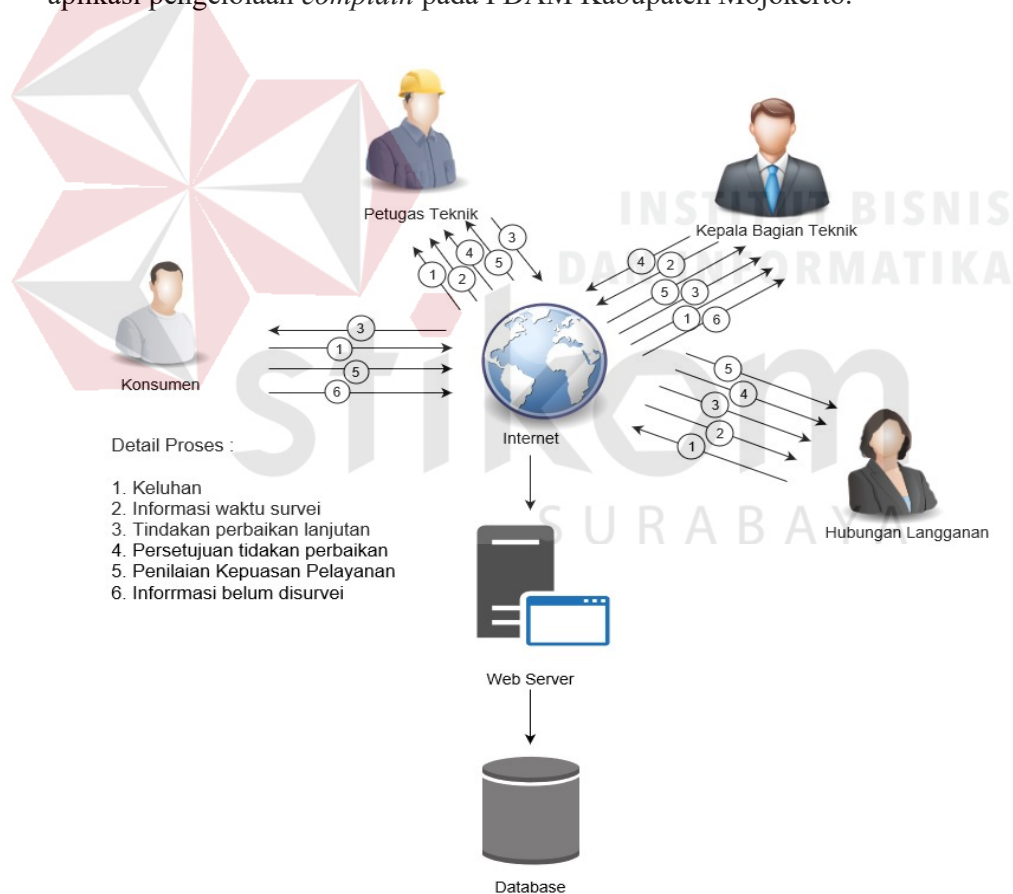 aplikasi pengelolaan complain pada PDAM Kabupaten Mojokerto.
Petugas Teknik
Kepala Bagian Teknik
INSTITUT BISNIS
DAN INFORMATIKA
stikom
SURABAYA
3
4
5
1
2
4
2
5
3
1
6
Konsumen
3
1
5
6
5
4
3
2
1
Internet
Hubungan Langganan
Detail Proses :
1. Keluhan
2. Informasi waktu survei
3. Tindakan perbaikan lanjutan
4. Persetujuan tidakan perbaikan
5. Penilaian Kepuasan Pelayanan
6. Inforrmasi belum disurvei
Web Server
Database